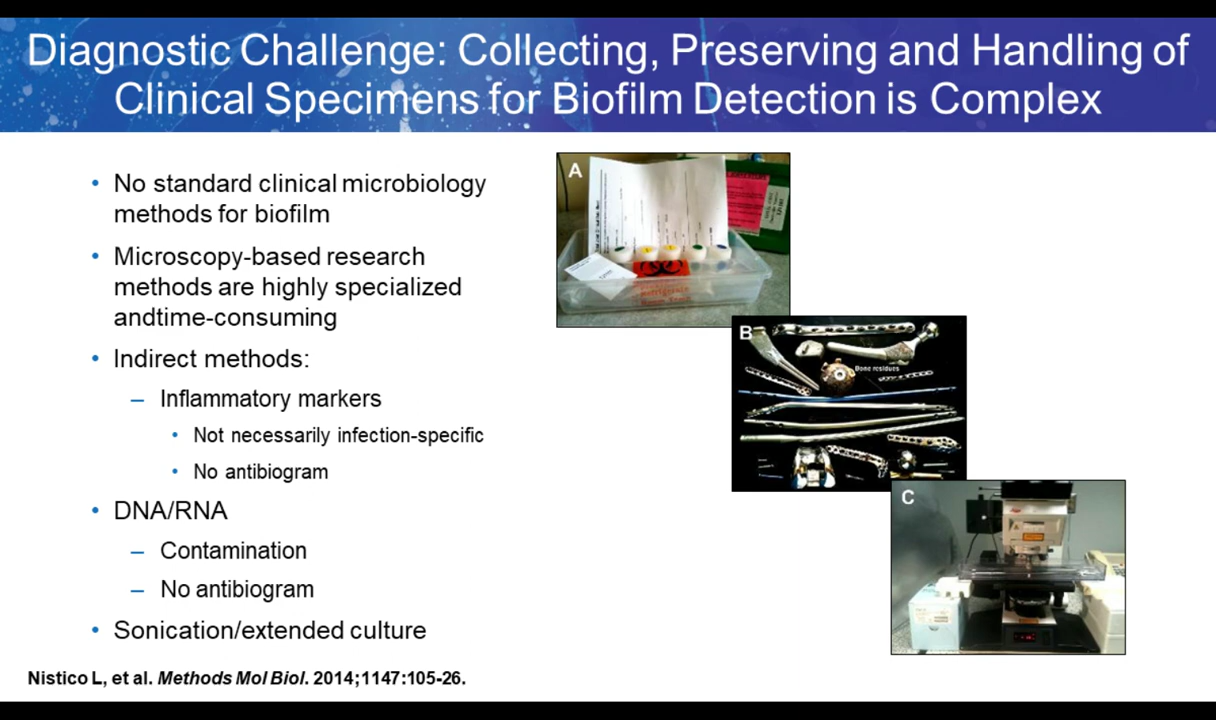 Diagnostic Challenge: Collecting, Preserving and Handling of
Clinical Specimens for Biofilm Detection is Complex
• No standard clinical microbiology
methods for biofilm
• Microscopy-based research
methods are highly specialized
andtime-consuming
• Indirect methods:
– Inflammatory markers
• Not necessarily infection-specific
• No antibiogram
• DNA/RNA
– Contamination
– No antibiogram
• Sonication/extended culture
A
B
Bone residues
C
Nistico L, et al. Methods Mol Biol. 2014;1147:105-26.